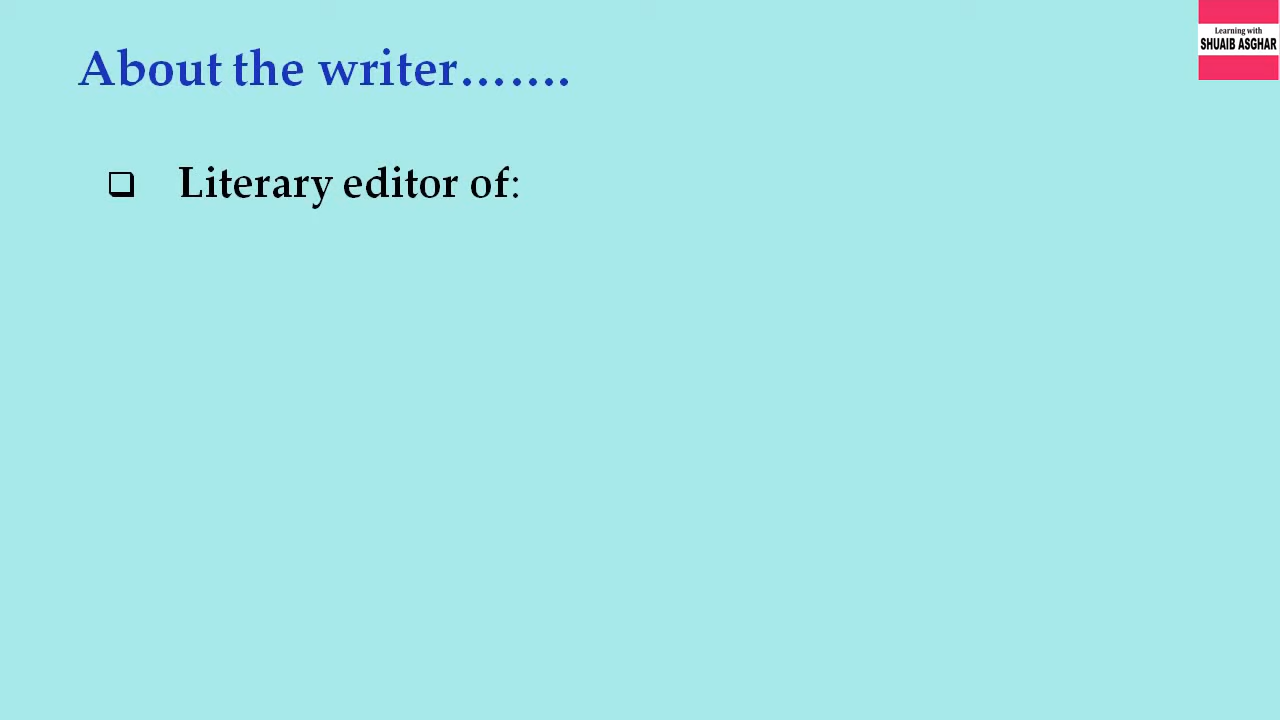 About the writer…….
Literary editor of:
Learning with
SHUAIB ASGHAR